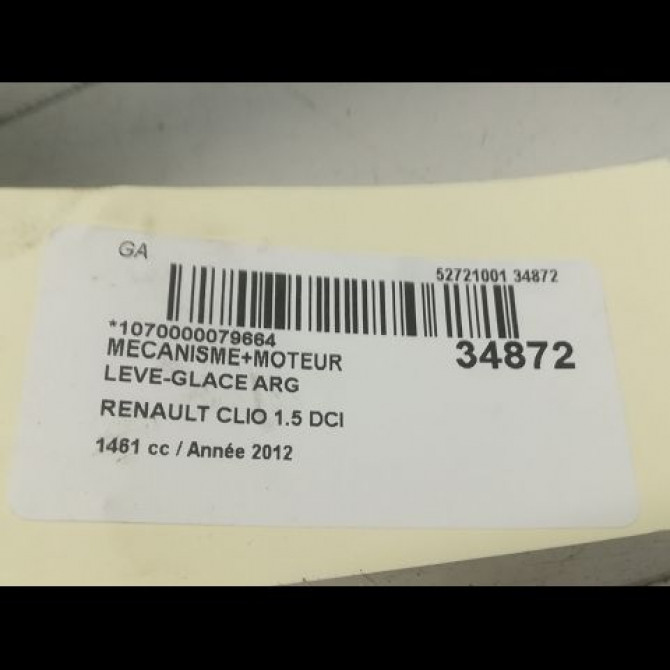 GA
52721001 34872
*1070000079664
34872
MECANISME+MOTEUR
LEVE-GLACE ARG
RENAULT CLIO 1.5 DCI
1461 cc / Année 2012